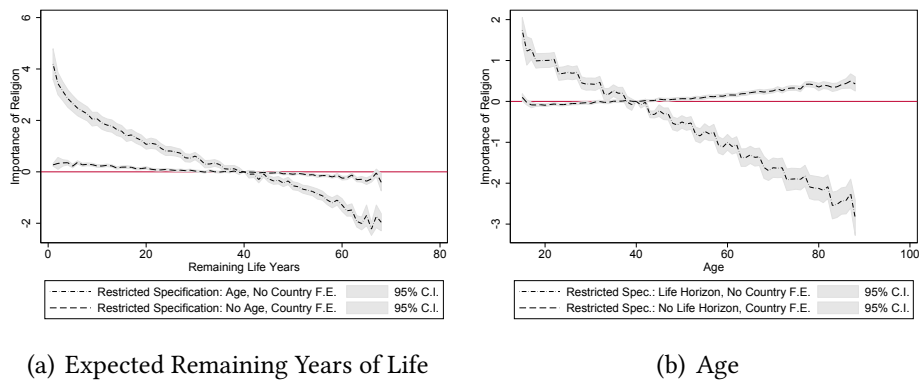 6
4
2
0
-2
Importance of Religion
0 20 40 60 80
Remaining Life Years
Restricted Specification: Age, No Country F.E. 95% C.I.
Restricted Specification: No Age, Country F.E. 95% C.I.
(a) Expected Remaining Years of Life
2
1
0
-1
-2
-3
Importance of Religion
20 40 60 80 100
Age
Restricted Spec.: Life Horizon, No Country F.E. 95% C.I.
Restricted Spec.: No Life Horizon, Country F.E. 95% C.I.
(b) Age